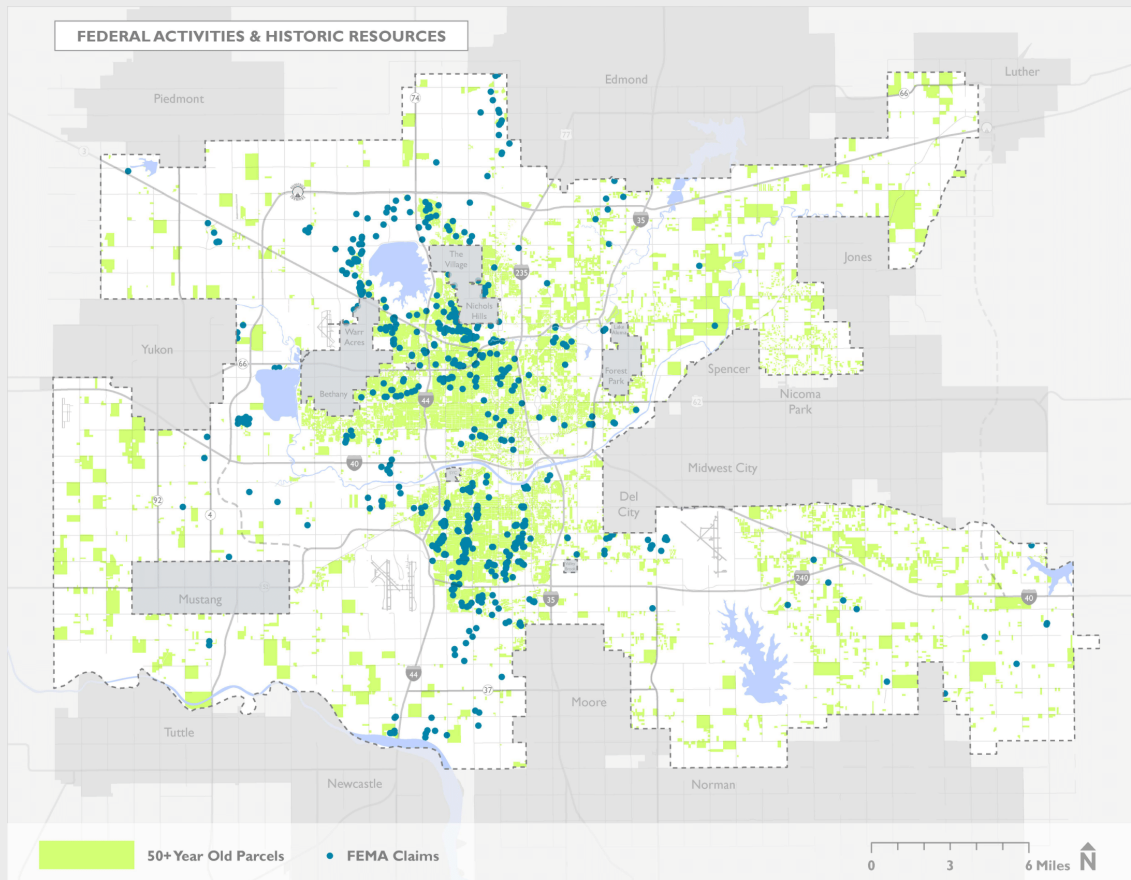 FEDERAL ACTIVITIES & HISTORIC RESOURCES
Edmond
Luther
Piedmont
74
66
77
35
The
Village
Jones
235
Nichols
Hills
Warr
Acres
Yukon
66
Forest
Park
Spencer
Bethany
44
Nicoma
Park
40
Midwest City
92
4
Del
City
240
Mustang
35
40
44
37
Moore
Tuttle
Newcastle
Norman
50+ Year Old Parcels
FEMA Claims
0
3
6 Miles
N